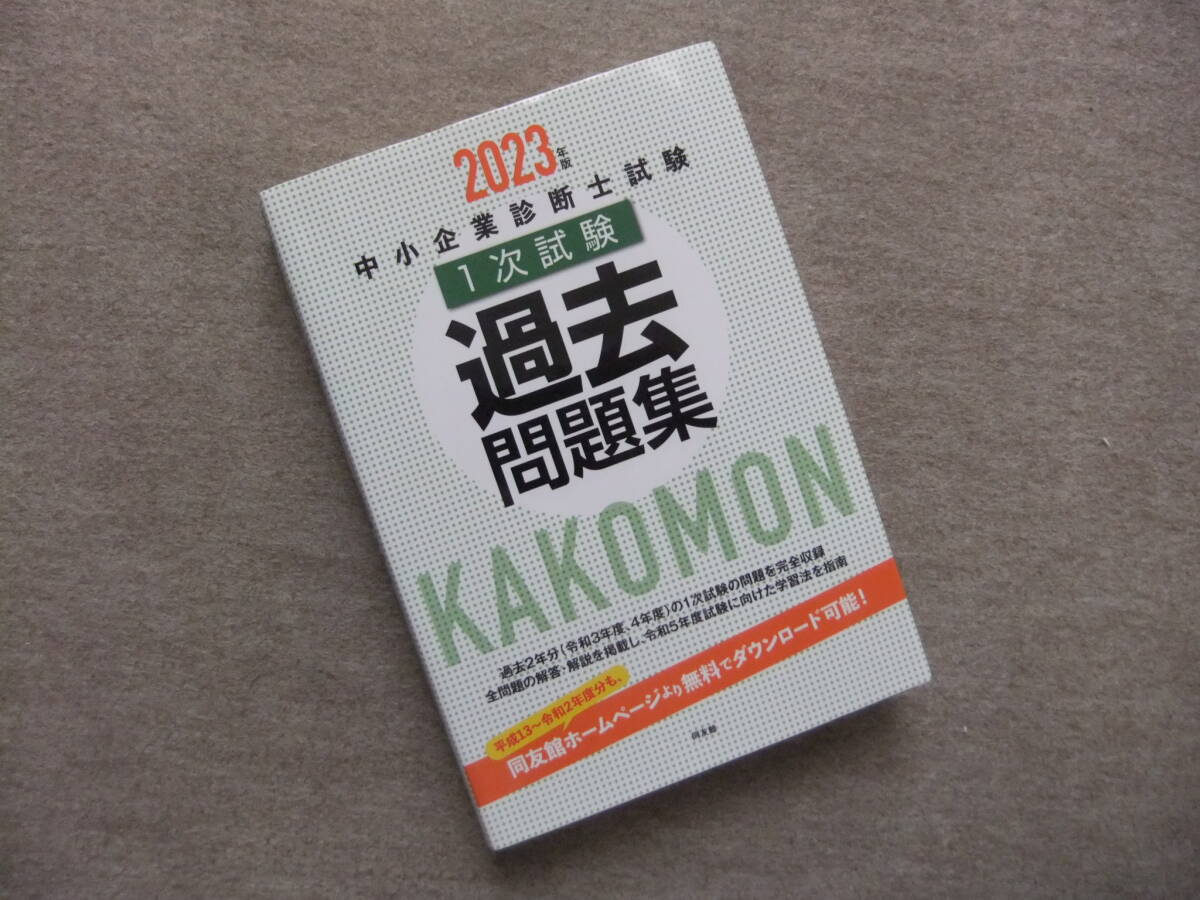 2023年版
中小企業診断士試験
1次試験
過去
問題集
KAKOMON
過去2年分(令和3年度、4年度)の1次試験の問題を完全収録
全問題の解答・解説を掲載し、令和5年度試験に向けた学習法を指南
平成13～令和2年度分も、
同友館ホームページより無料でダウンロード可能!
同友館